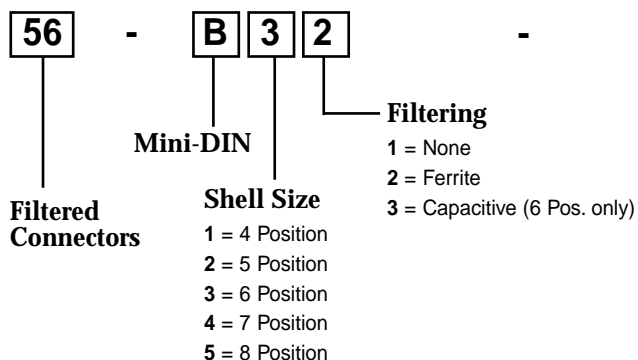 56 - B 3 2 -
Filtering
1 = None
2 = Ferrite
3 = Capacitive (6 Pos. only)
Mini-DIN
Shell Size
1 = 4 Position
2 = 5 Position
3 = 6 Position
4 = 7 Position
5 = 8 Position
Filtered
Connectors